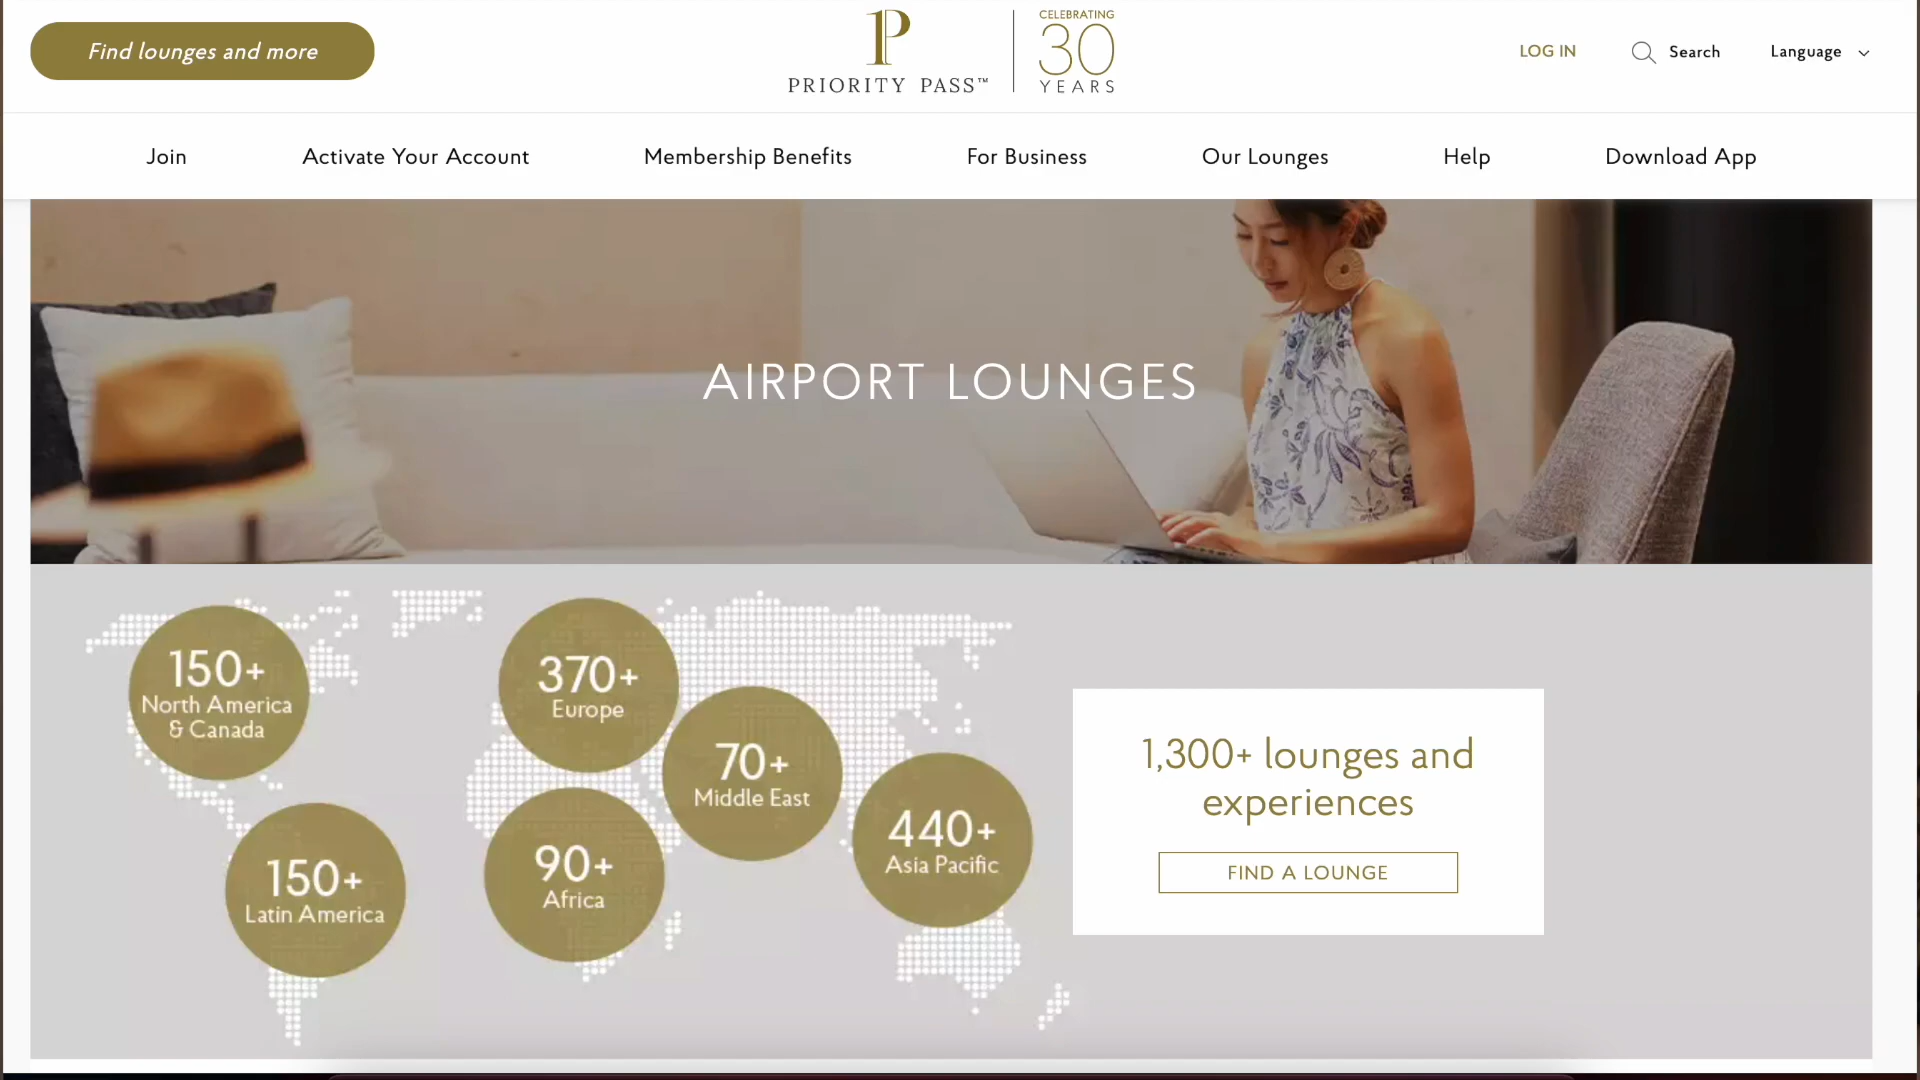 Find lounges and more
PRIORITY PASS™
CELEBRATING
30
YEARS
LOG IN
Search
Language
Join
Activate Your Account
Membership Benefits
For Business
Our Lounges
Help
Download App
AIRPORT LOUNGES
150+
North America
& Canada
370+
Europe
70+
Middle East
440+
Asia Pacific
150+
Latin America
90+
Africa
1,300+ lounges and
experiences
FIND A LOUNGE